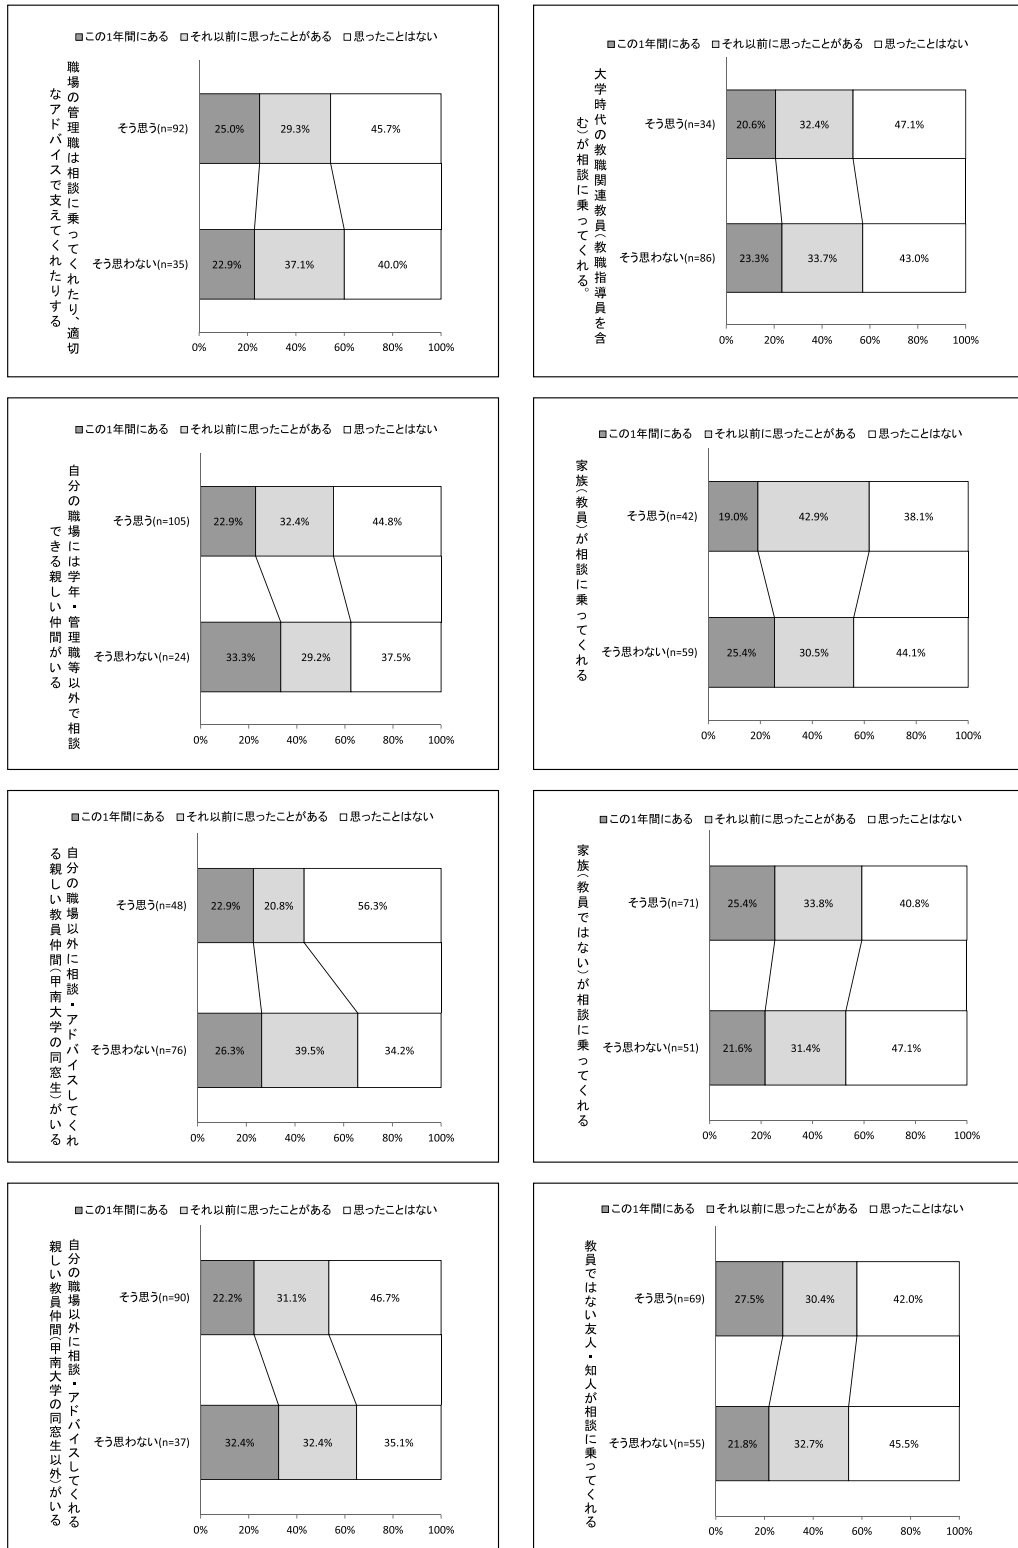 ■この1年間にある □それ以前に思ったことがある □思ったことはない
職場の管理職は相談に乗ってくれたり、適切
なアドバイスで支えてくれたりする
そう思う(n=92)
25.0% 29.3% 45.7%
そう思わない(n=35)
22.9% 37.1% 40.0%
0% 20% 40% 60% 80% 100%
■この1年間にある □それ以前に思ったことがある □思ったことはない
大学時代の教職関連教員(教職指導員を含
む)が相談に乗ってくれる。
そう思う(n=34)
20.6% 32.4% 47.1%
そう思わない(n=86)
23.3% 33.7% 43.0%
0% 20% 40% 60% 80% 100%
■この1年間にある □それ以前に思ったことがある □思ったことはない
自分の職場には学年・管理職等以外で相談
できる親しい仲間がいる
そう思う(n=105)
22.9% 32.4% 44.8%
そう思わない(n=24)
33.3% 29.2% 37.5%
0% 20% 40% 60% 80% 100%
■この1年間にある □それ以前に思ったことがある □思ったことはない
家族(教員)が相談に乗ってくれる
そう思う(n=42)
19.0% 42.9% 38.1%
そう思わない(n=59)
25.4% 30.5% 44.1%
0% 20% 40% 60% 80% 100%
■この1年間にある □それ以前に思ったことがある □思ったことはない
自分の職場以外に相談・アドバイスしてくれ
る親しい教員仲間(甲南大学の同窓生)がいる
そう思う(n=48)
22.9% 20.8% 56.3%
そう思わない(n=76)
26.3% 39.5% 34.2%
0% 20% 40% 60% 80% 100%
■この1年間にある □それ以前に思ったことがある □思ったことはない
家族(教員ではない)が相談に乗ってくれる
そう思う(n=71)
25.4% 33.8% 40.8%
そう思わない(n=51)
21.6% 31.4% 47.1%
0% 20% 40% 60% 80% 100%
■この1年間にある □それ以前に思ったことがある □思ったことはない
自分の職場以外に相談・アドバイスしてくれる
親しい教員仲間(甲南大学の同窓生以外)がいる
そう思う(n=90)
22.2% 31.1% 46.7%
そう思わない(n=37)
32.4% 32.4% 35.1%
0% 20% 40% 60% 80% 100%
■この1年間にある □それ以前に思ったことがある □思ったことはない
教員ではない友人・知人が相談に乗ってくれる
そう思う(n=69)
27.5% 30.4% 42.0%
そう思わない(n=55)
21.8% 32.7% 45.5%
0% 20% 40% 60% 80% 100%